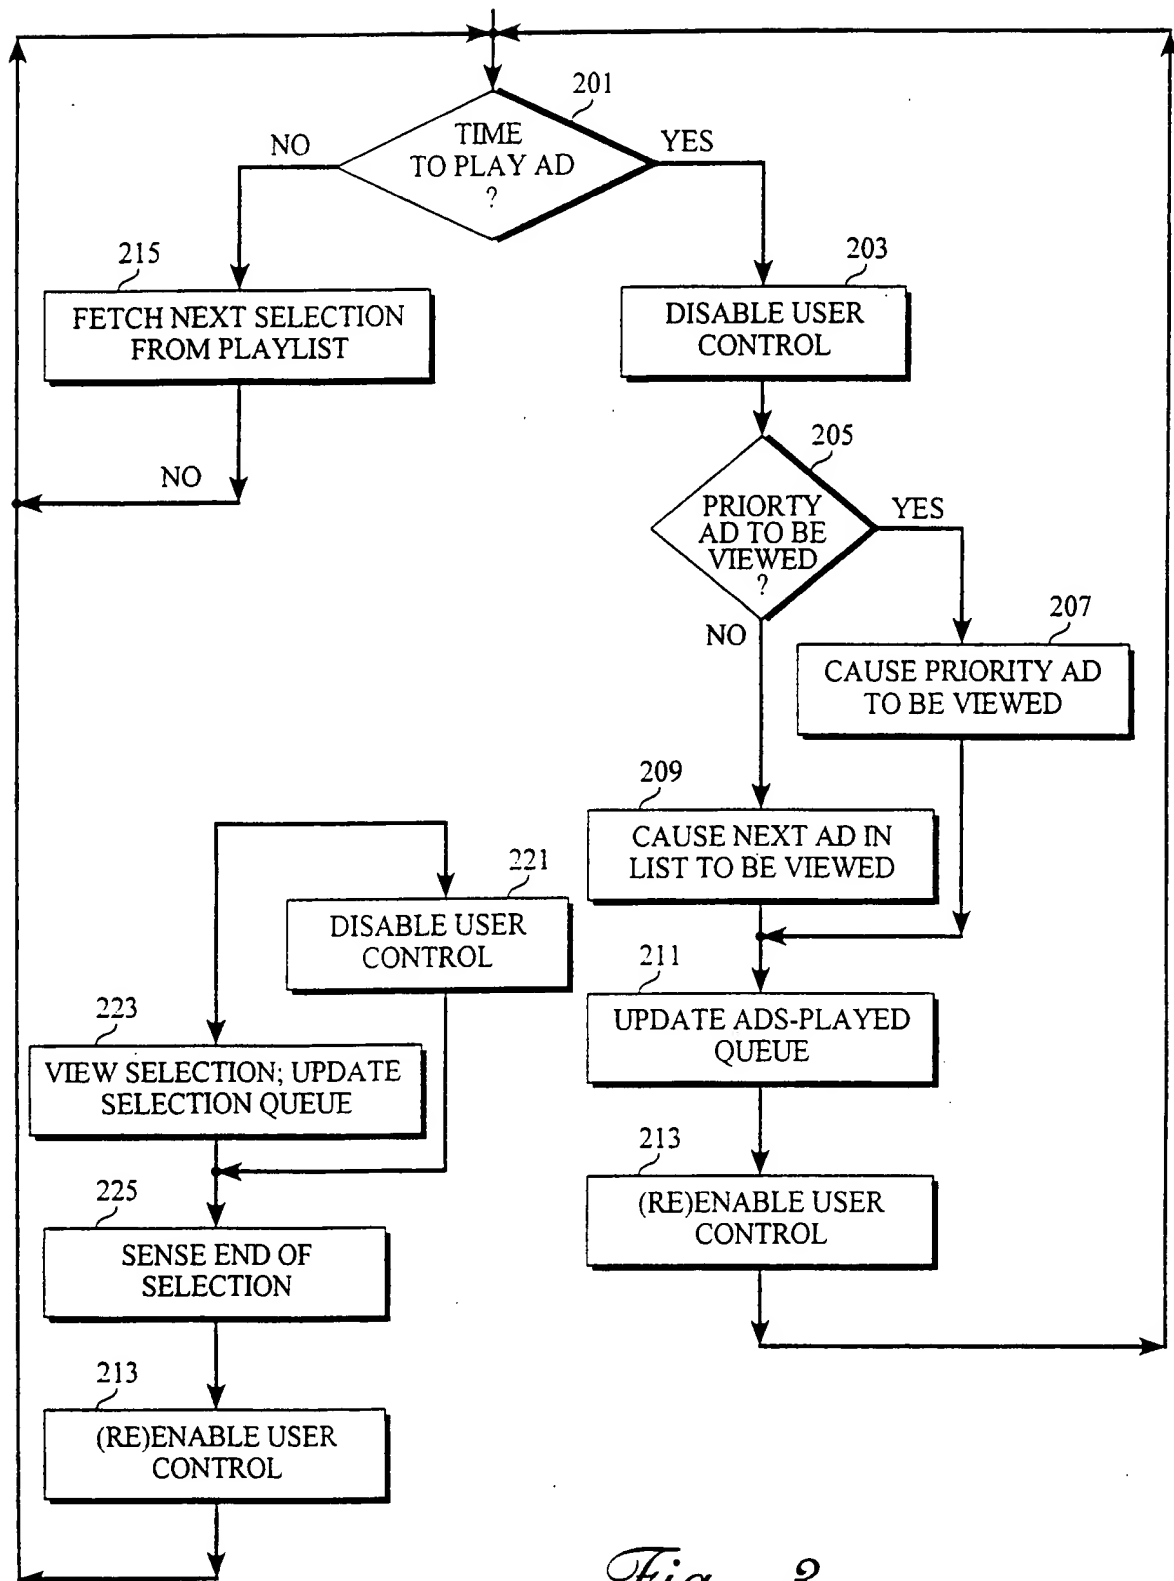 201
TIME
TO PLAY AD
?
NO
YES
215
FETCH NEXT SELECTION
FROM PLAYLIST
NO
203
DISABLE USER
CONTROL
205
PRIORTY
AD TO BE
VIEWED
?
YES
NO
207
CAUSE PRIORITY AD
TO BE VIEWED
209
CAUSE NEXT AD IN
LIST TO BE VIEWED
221
DISABLE USER
CONTROL
211
UPDATE ADS-PLAYED
QUEUE
223
VIEW SELECTION; UPDATE
SELECTION QUEUE
213
(RE)ENABLE USER
CONTROL
225
SENSE END OF
SELECTION
213
(RE)ENABLE USER
CONTROL
Fig. 2